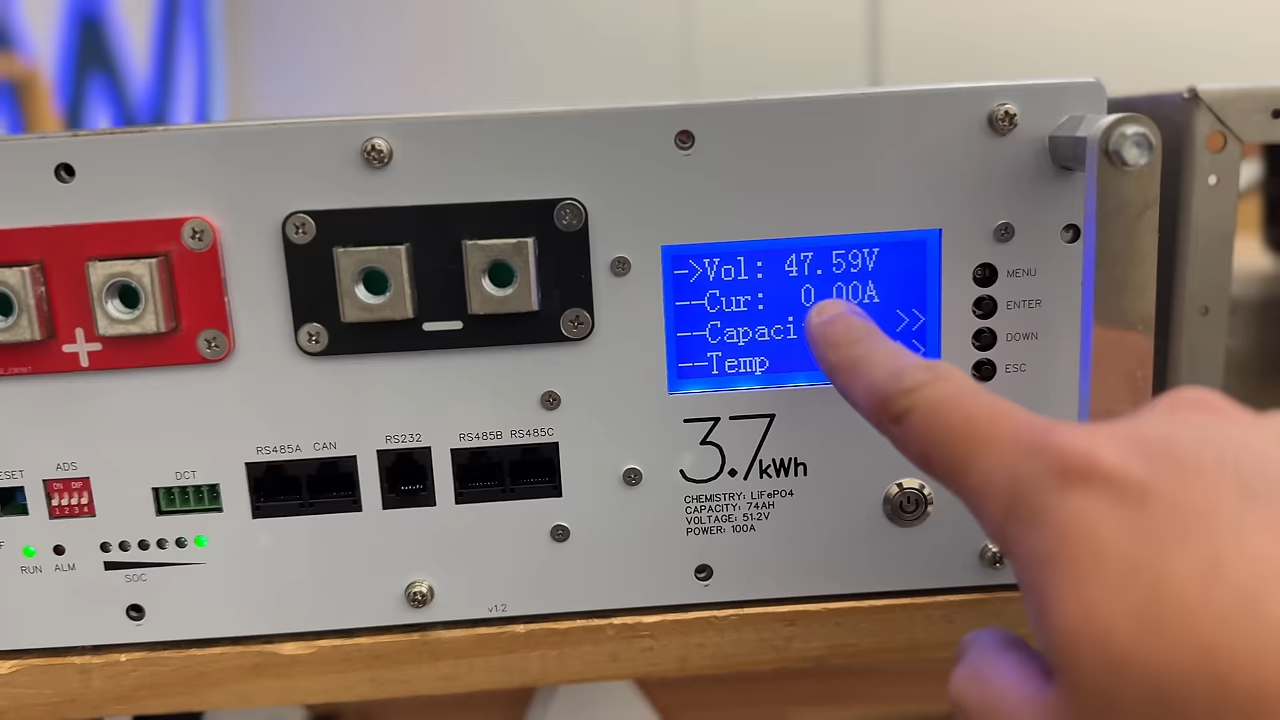 ->Vol: 47.59V
--Cur: 0.00A
--Capaci >>
--Temp >
MENU
ENTER
DOWN
ESC
+
-
3.7kWh
CHEMISTRY: LiFePO4
CAPACITY: 74AH
VOLTAGE: 51.2V
POWER: 100A
RS485A CAN
RS232
RS485B RS485C
ESET
ADS
ON DIP
1 2 3 4
DCT
F
RUN
ALM
SOC
v1.2